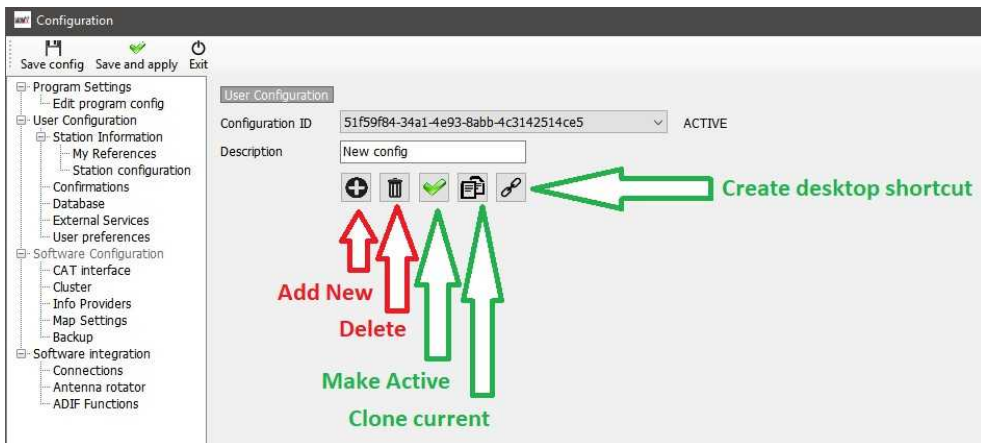 Configuration
Save config Save and apply Exit
Program Settings
Edit program config
User Configuration
Station Information
My References
Station configuration
Confirmations
Database
External Services
User preferences
Software Configuration
CAT interface
Cluster
Info Providers
Map Settings
Backup
Software integration
Connections
Antenna rotator
ADIF Functions
User Configuration
Configuration ID 51f59f84-34a1-4e93-8abb-4c3142514ce5 ACTIVE
Description New config
Create desktop shortcut
Add New
Delete
Make Active
Clone current